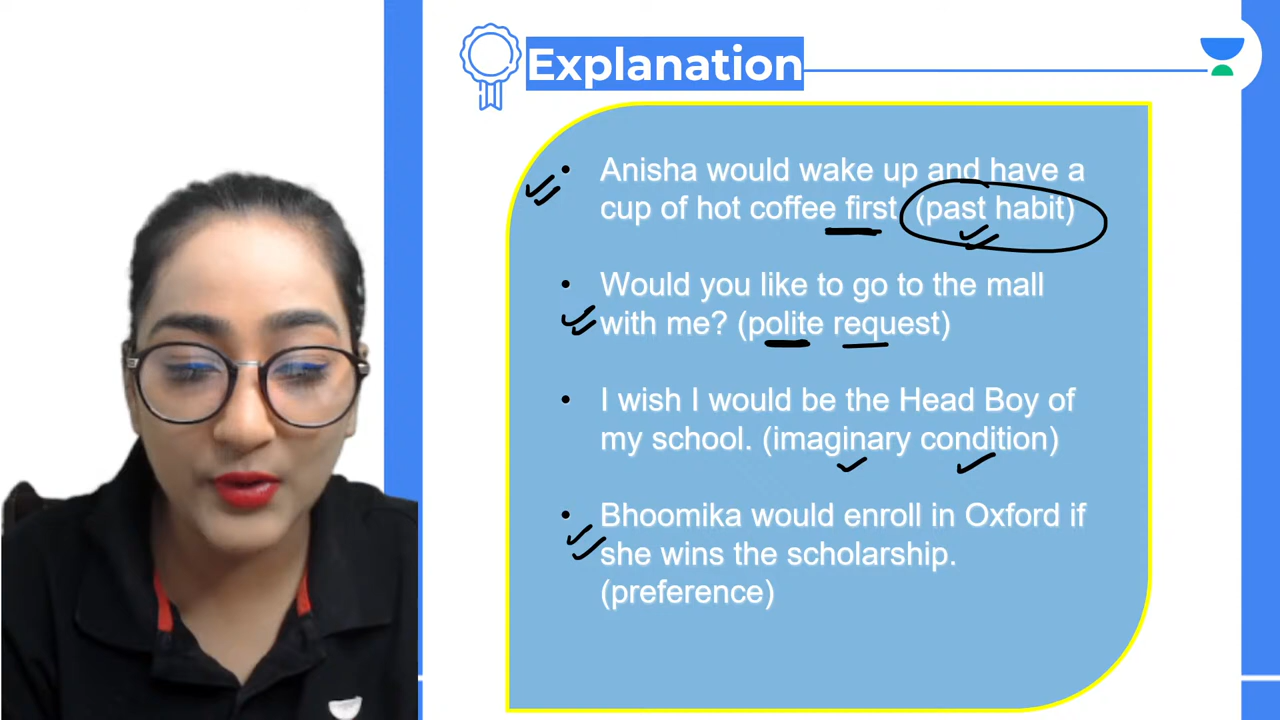 Explanation
• Anisha would wake up and have a
cup of hot coffee first (past habit)
• Would you like to go to the mall
with me? (polite request)
• I wish I would be the Head Boy of
my school. (imaginary condition)
• Bhoomika would enroll in Oxford if
she wins the scholarship.
(preference)